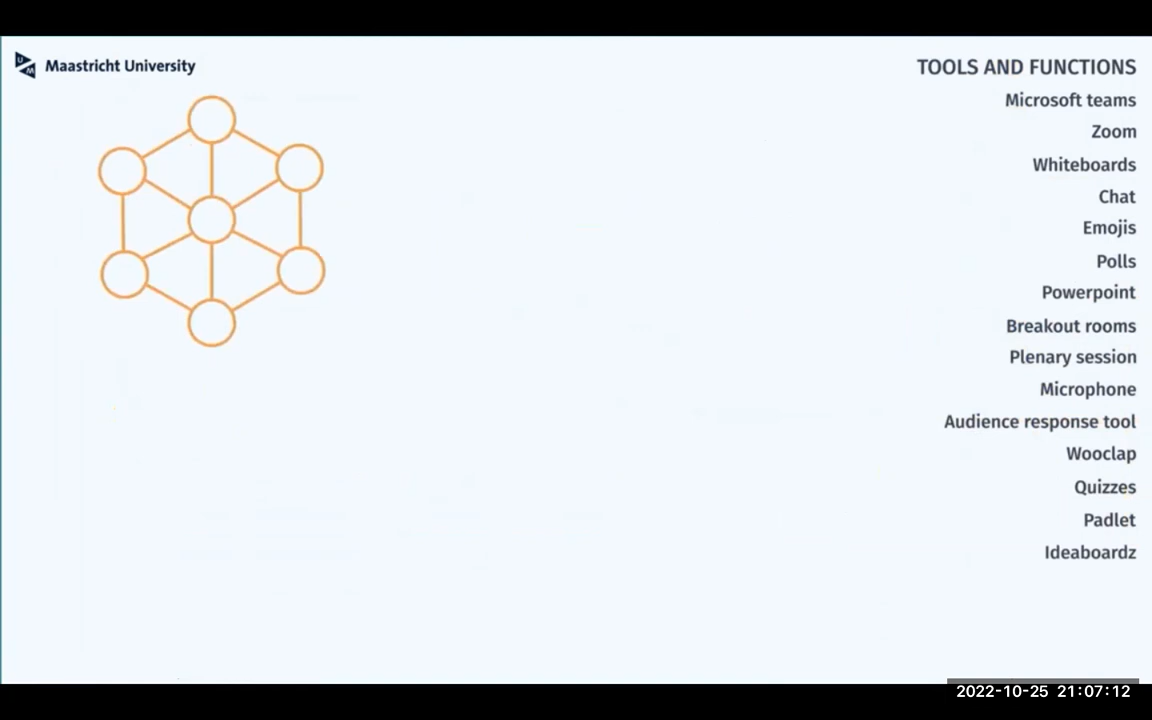 UM
Maastricht University
TOOLS AND FUNCTIONS
Microsoft teams
Zoom
Whiteboards
Chat
Emojis
Polls
Powerpoint
Breakout rooms
Plenary session
Microphone
Audience response tool
Wooclap
Quizzes
Padlet
Ideaboardz
2022-10-25 21:07:12